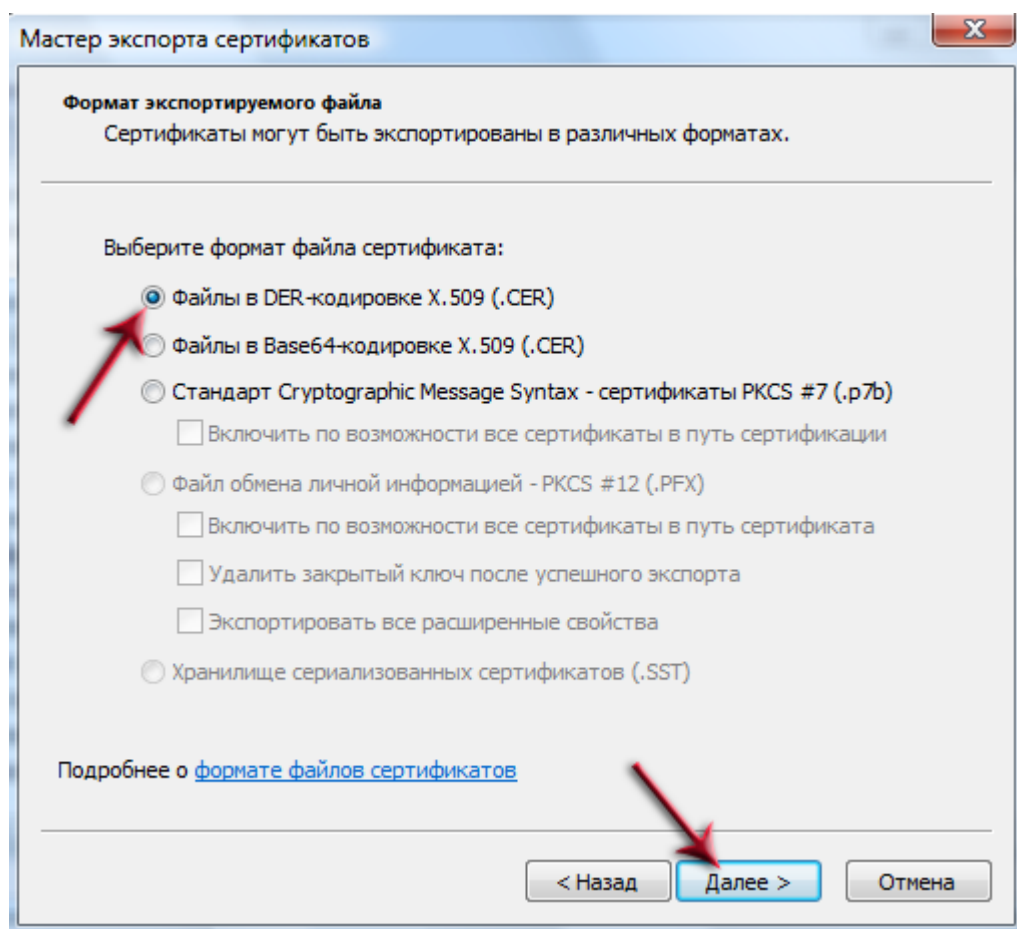 Мастер экспорта сертификатов
Формат экспортируемого файла
Сертификаты могут быть экспортированы в различных форматах.
Выберите формат файла сертификата:
Файлы в DER-кодировке X.509 (.CER)
Файлы в Base64-кодировке X.509 (.CER)
Стандарт Cryptographic Message Syntax - сертификаты PKCS #7 (.p7b)
Включить по возможности все сертификаты в путь сертификации
Файл обмена личной информацией - PKCS #12 (.PFX)
Включить по возможности все сертификаты в путь сертификата
Удалить закрытый ключ после успешного экспорта
Экспортировать все расширенные свойства
Хранилище сериализованных сертификатов (.SST)
Подробнее о формате файлов сертификатов
< Назад Далее > Отмена